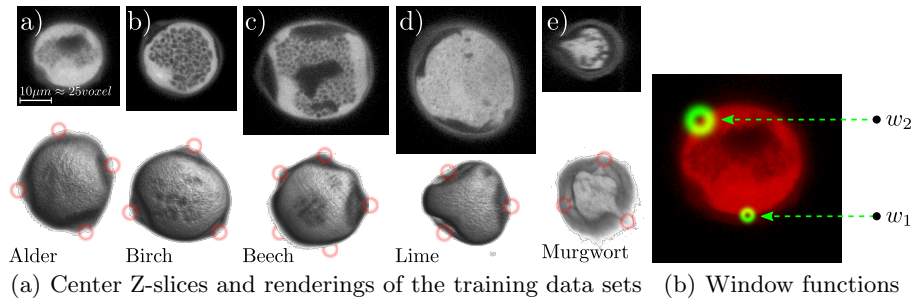 a) b) c) d) e)
10μm ≈ 25voxel
w₂
w₁
Alder Birch Beech Lime Murgwort
(a) Center Z-slices and renderings of the training data sets (b) Window functions